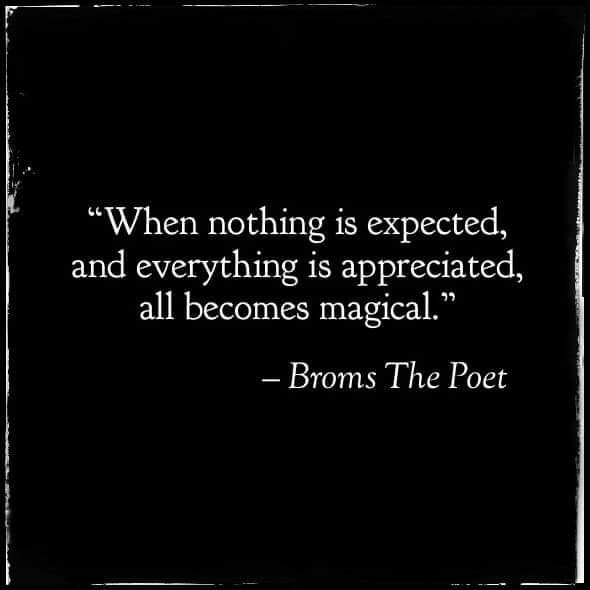 “When nothing is expected,
and everything is appreciated,
all becomes magical.”
– Broms The Poet